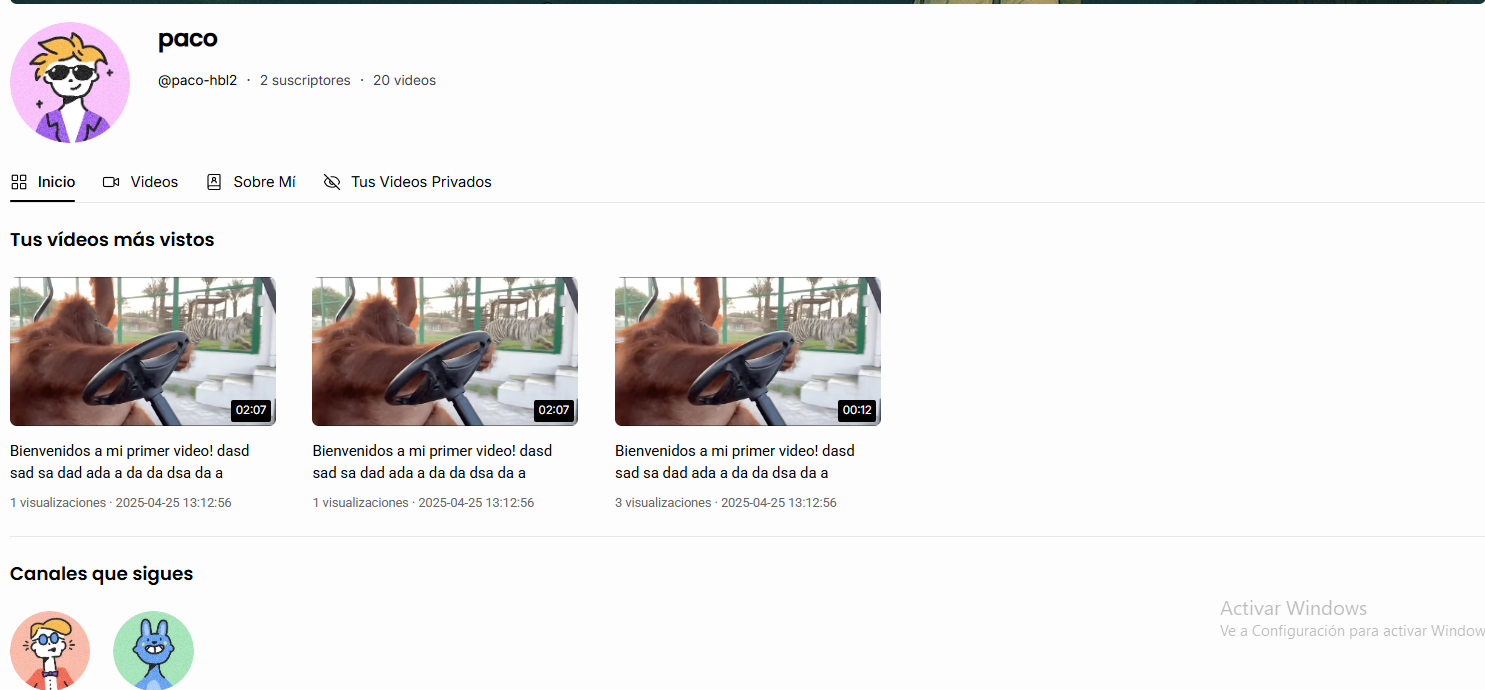 paco
@paco-hbl2 · 2 suscriptores · 20 videos
Inicio Videos Sobre Mí Tus Videos Privados
Tus vídeos más vistos
02:07 02:07 00:12
Bienvenidos a mi primer video! dasd
sad sa dad ada a da da dsa da a
1 visualizaciones · 2025-04-25 13:12:56
Bienvenidos a mi primer video! dasd
sad sa dad ada a da da dsa da a
1 visualizaciones · 2025-04-25 13:12:56
Bienvenidos a mi primer video! dasd
sad sa dad ada a da da dsa da a
3 visualizaciones · 2025-04-25 13:12:56
Canales que sigues
Activar Windows
Ve a Configuración para activar Window